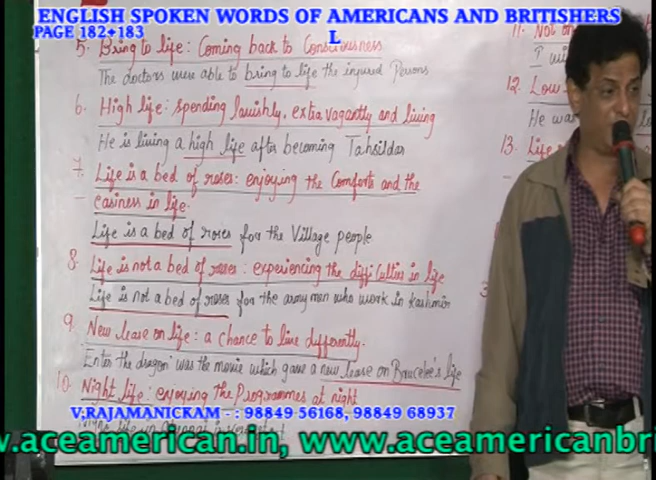 ENGLISH SPOKEN WORDS OF AMERICANS AND BRITISHERS
PAGE 182+183
L
5. Bring to life: Coming back to Consciousness
The doctors were able to bring to life the injured Persons
6. High life: spending lavishly, extravagantly and living
He is living a high life after becoming Tahsildar
7. Life is a bed of roses: enjoying the Comforts and the
easiness in life.
Life is a bed of roses for the Village people
8. Life is not a bed of roses: experiencing the difficulties in life
Life is not a bed of roses for the army men who work in Kashmir
9. New lease on life: a chance to live differently.
Enter the dragon' was the movie which gave a new lease on Brucelee's life
10. Night life: enjoying the Programmes at night
11. Not
12. Low
He was
13. Life
V.RAJAMANICKAM - : 98849 56168, 98849 68937
w.aceamerican.in, www.aceamericanbri